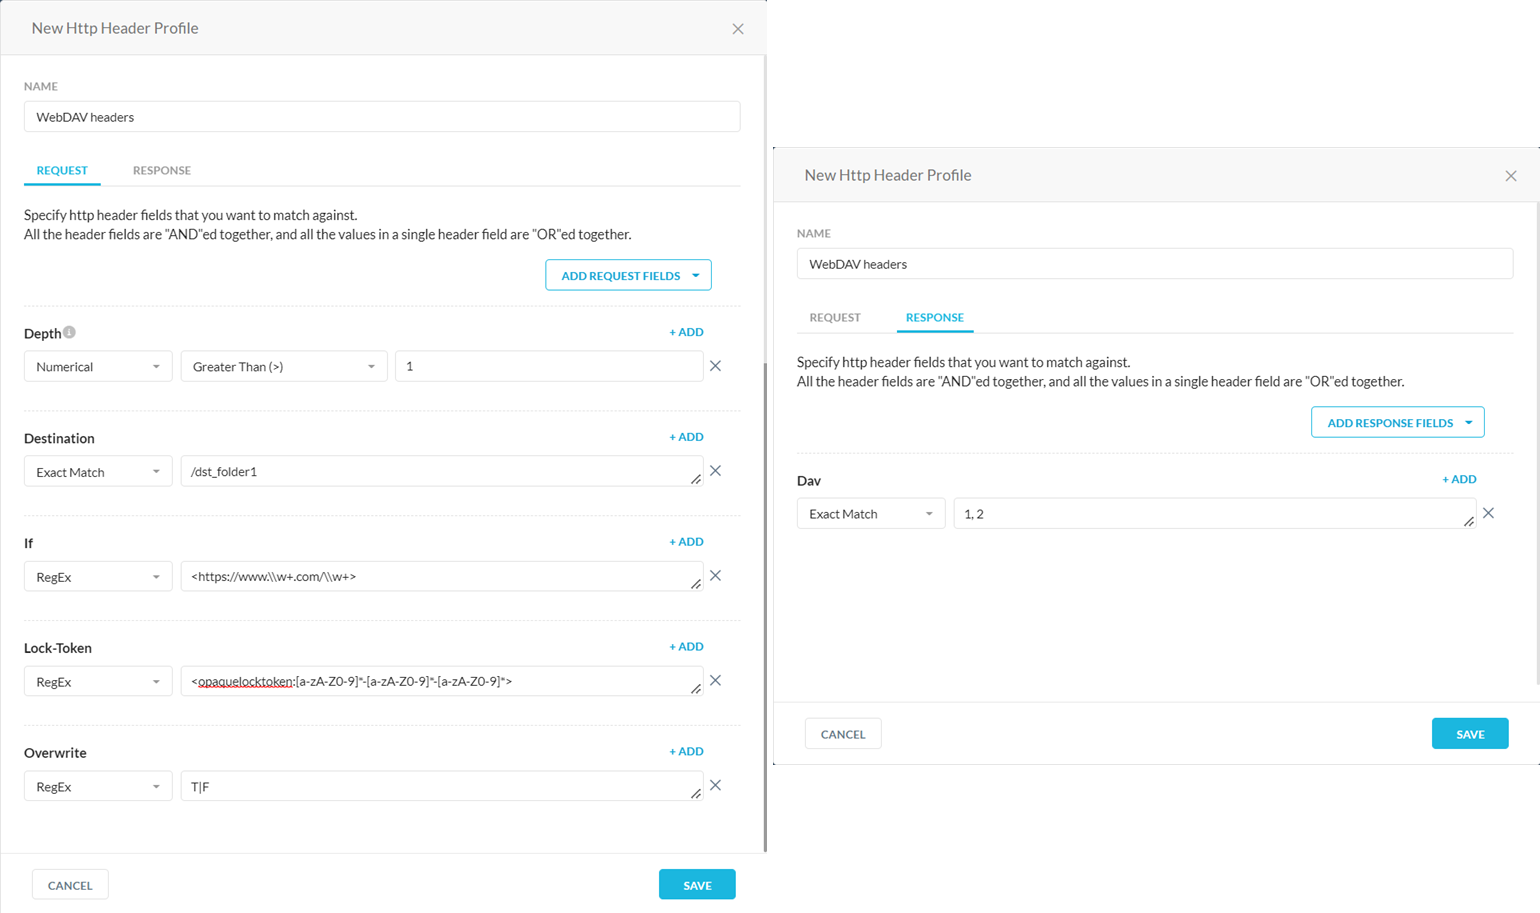 New Http Header Profile
NAME
WebDAV headers
REQUEST RESPONSE
Specify http header fields that you want to match against.
All the header fields are "AND"ed together, and all the values in a single header field are "OR"ed together.
ADD REQUEST FIELDS
Depth + ADD
Numerical Greater Than (>) 1
Destination + ADD
Exact Match /dst_folder1
If + ADD
RegEx <https://www.\\w+.com/\\w+>
Lock-Token + ADD
RegEx <opaquelocktoken:[a-zA-Z0-9]*-[a-zA-Z0-9]*-[a-zA-Z0-9]*>
Overwrite + ADD
RegEx T|F
CANCEL SAVE
New Http Header Profile
NAME
WebDAV headers
REQUEST RESPONSE
Specify http header fields that you want to match against.
All the header fields are "AND"ed together, and all the values in a single header field are "OR"ed together.
ADD RESPONSE FIELDS
Dav + ADD
Exact Match 1, 2
CANCEL SAVE